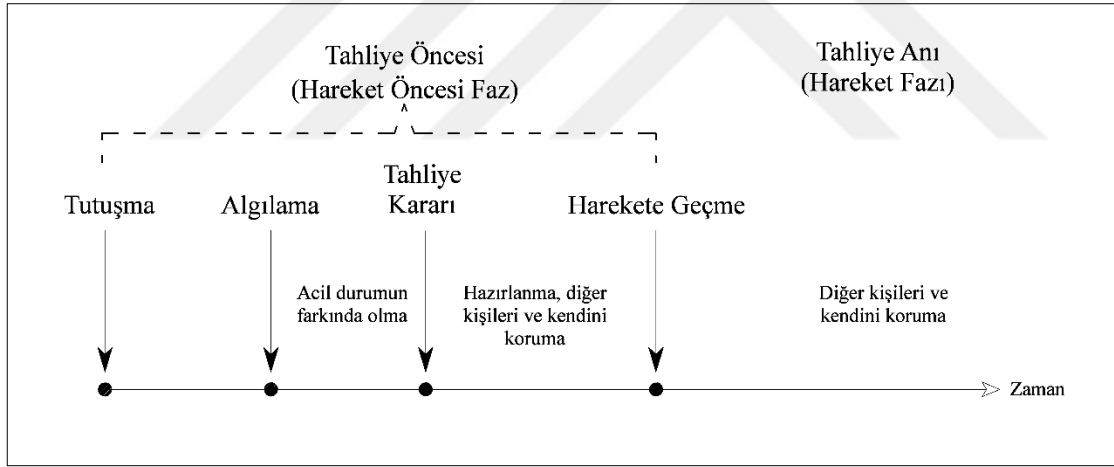 Tahliye Öncesi
(Hareket Öncesi Faz)
Tahliye Anı
(Hareket Fazı)
Tutuşma
Algılama
Tahliye
Kararı
Harekete Geçme
Acil durumun
farkında olma
Hazırlanma, diğer
kişileri ve kendini
koruma
Diğer kişileri ve
kendini koruma
Zaman